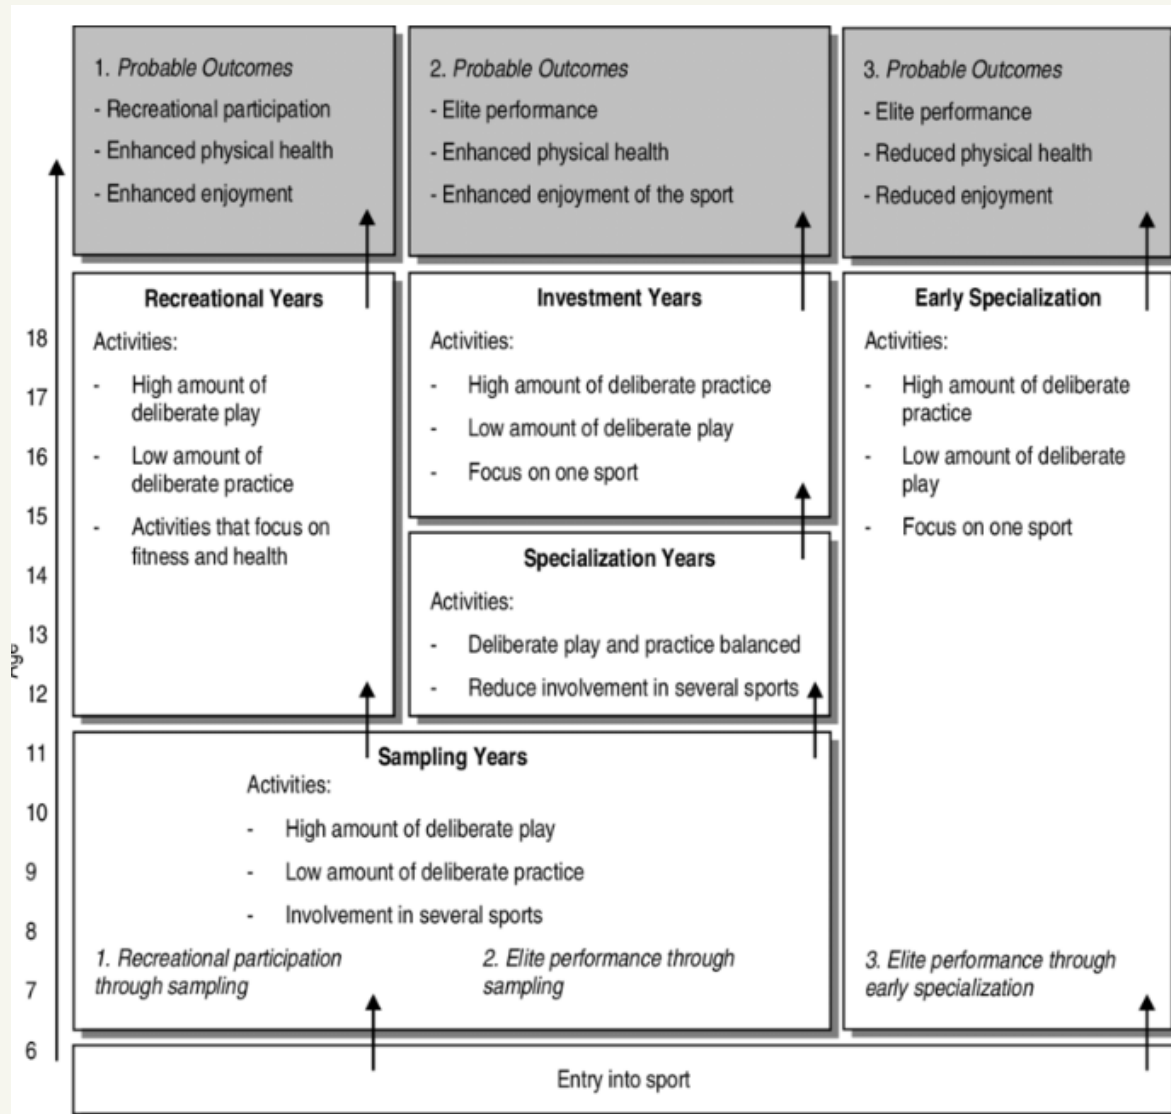 1. Probable Outcomes
- Recreational participation
- Enhanced physical health
- Enhanced enjoyment
2. Probable Outcomes
- Elite performance
- Enhanced physical health
- Enhanced enjoyment of the sport
3. Probable Outcomes
- Elite performance
- Reduced physical health
- Reduced enjoyment
Recreational Years
Activities:
- High amount of
deliberate play
- Low amount of
deliberate practice
- Activities that focus on
fitness and health
Investment Years
Activities:
- High amount of deliberate practice
- Low amount of deliberate play
- Focus on one sport
Early Specialization
Activities:
- High amount of deliberate
practice
- Low amount of deliberate
play
- Focus on one sport
Specialization Years
Activities:
- Deliberate play and practice balanced
- Reduce involvement in several sports
Sampling Years
Activities:
- High amount of deliberate play
- Low amount of deliberate practice
- Involvement in several sports
1. Recreational participation
through sampling
2. Elite performance through
sampling
3. Elite performance through
early specialization
Entry into sport
18
17
16
15
14
13
12
11
10
9
8
7
6
Age